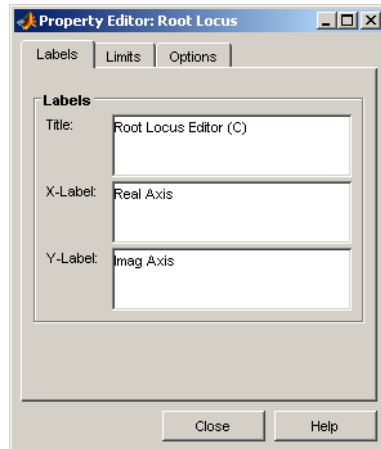 Property Editor: Root Locus
Labels Limits Options
Labels
Title: Root Locus Editor (C)
X-Label: Real Axis
Y-Label: Imag Axis
Close Help